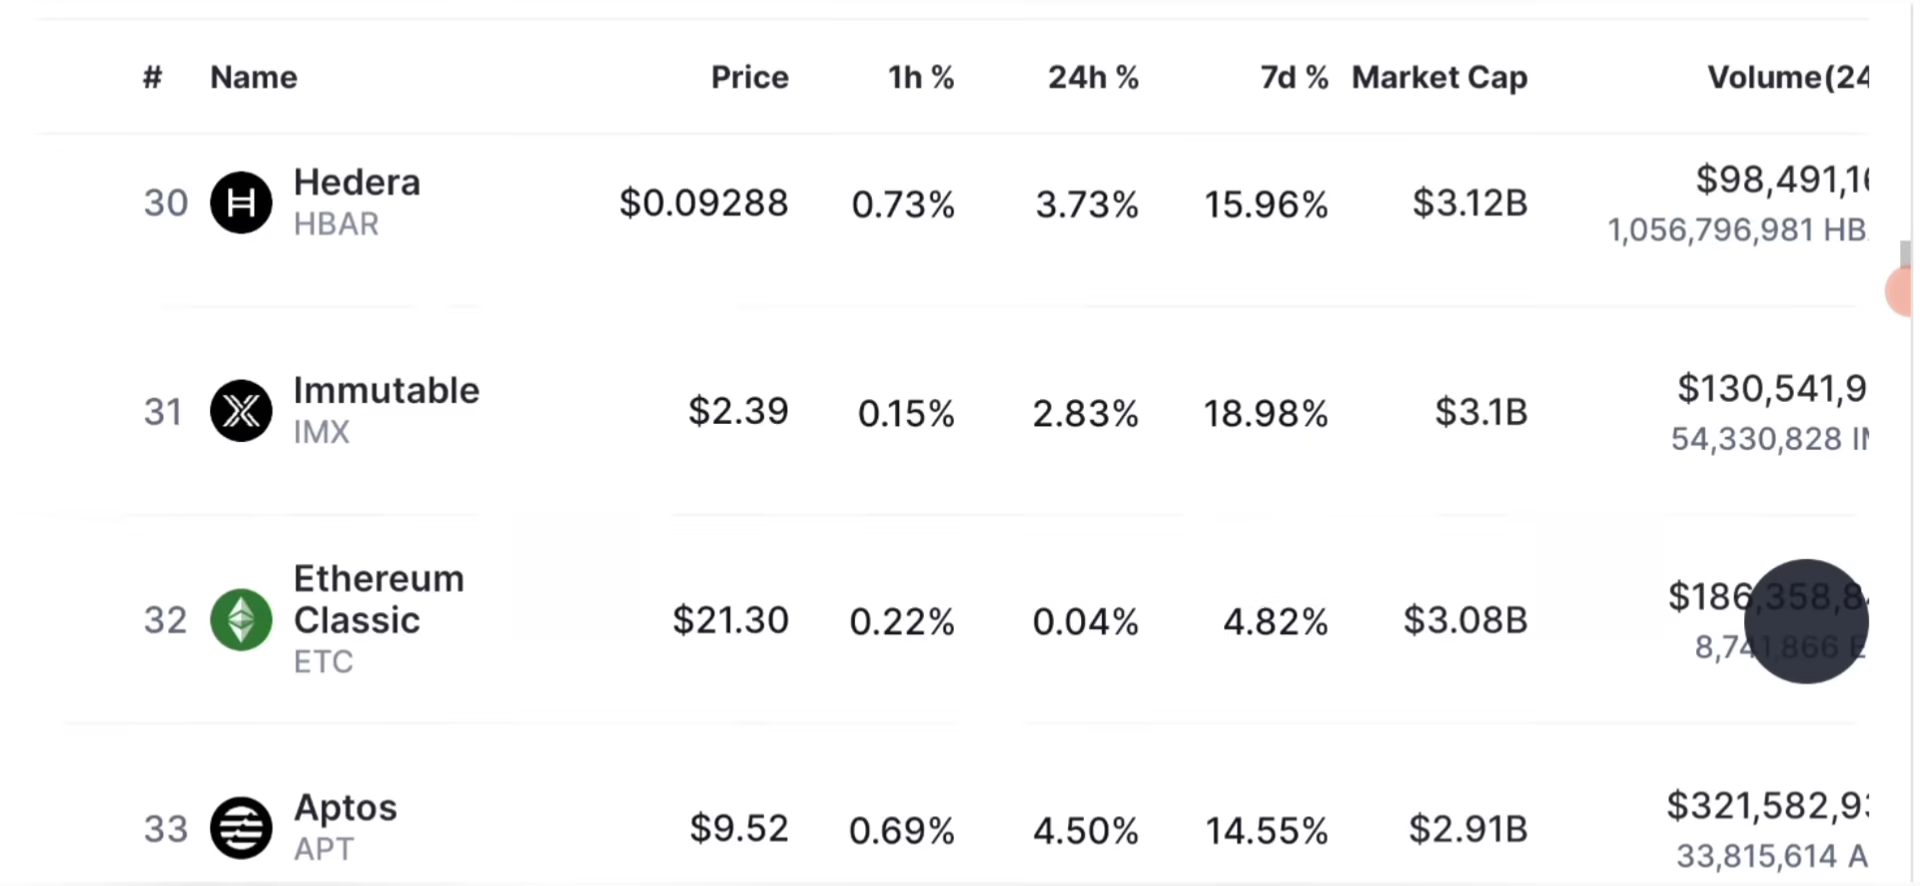 # Name Price 1h % 24h % 7d % Market Cap Volume(24
30 Hedera HBAR $0.09288 0.73% 3.73% 15.96% $3.12B $98,491,1
1,056,796,981 HB
31 Immutable IMX $2.39 0.15% 2.83% 18.98% $3.1B $130,541,9
54,330,828 I
32 Ethereum Classic ETC $21.30 0.22% 0.04% 4.82% $3.08B $186,358,8
8,741,866 E
33 Aptos APT $9.52 0.69% 4.50% 14.55% $2.91B $321,582,9
33,815,614 A